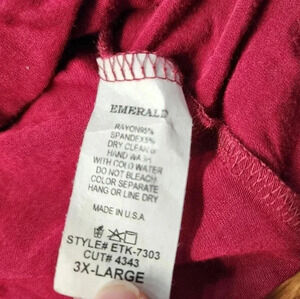 EMERALD
RAYON95%
SPANDEX5%
DRY CLEAN OR
HAND WASH
WITH COLD WATER
DO NOT BLEACH
COLOR SEPARATE
HANG OR LINE DRY
MADE IN U.S.A
STYLE# ETK-7303
CUT# 4343
3X-LARGE